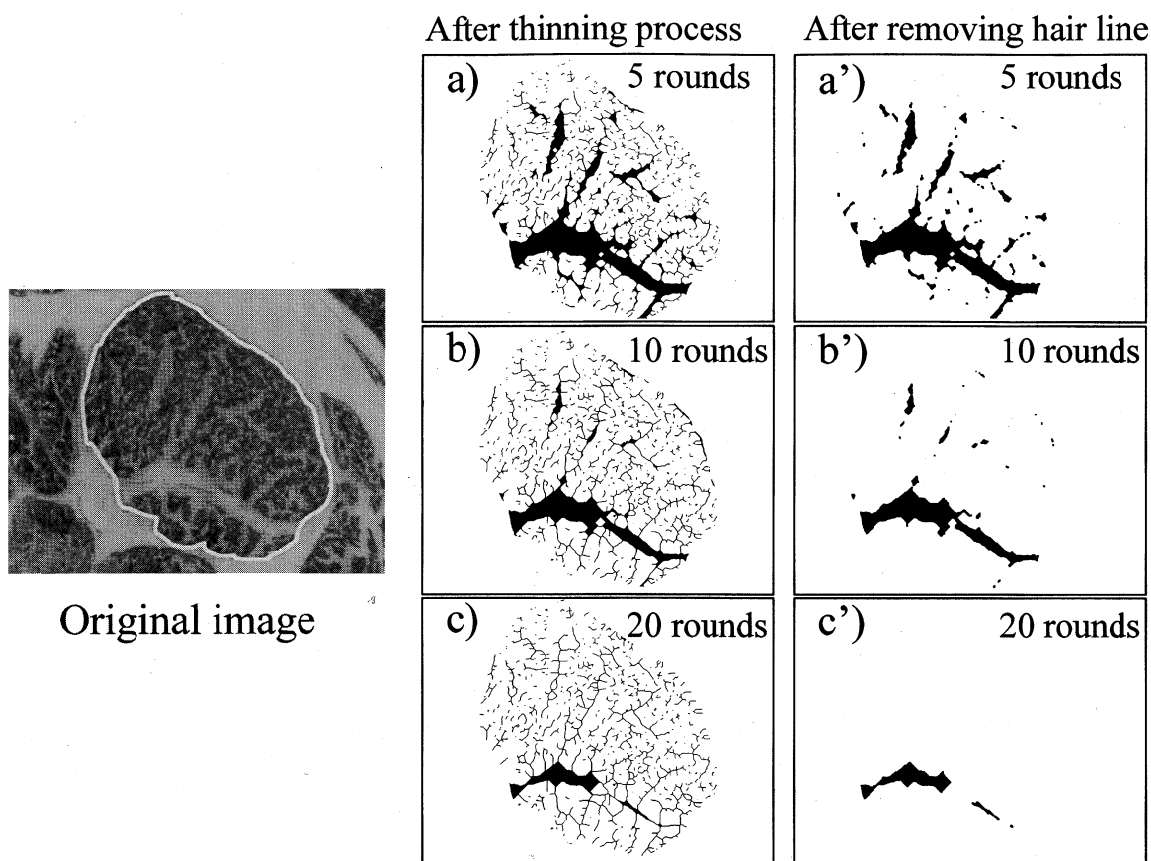 After thinning process
After removing hair line
a)
5 rounds
a')
5 rounds
b)
10 rounds
b')
10 rounds
Original image
c)
20 rounds
c')
20 rounds